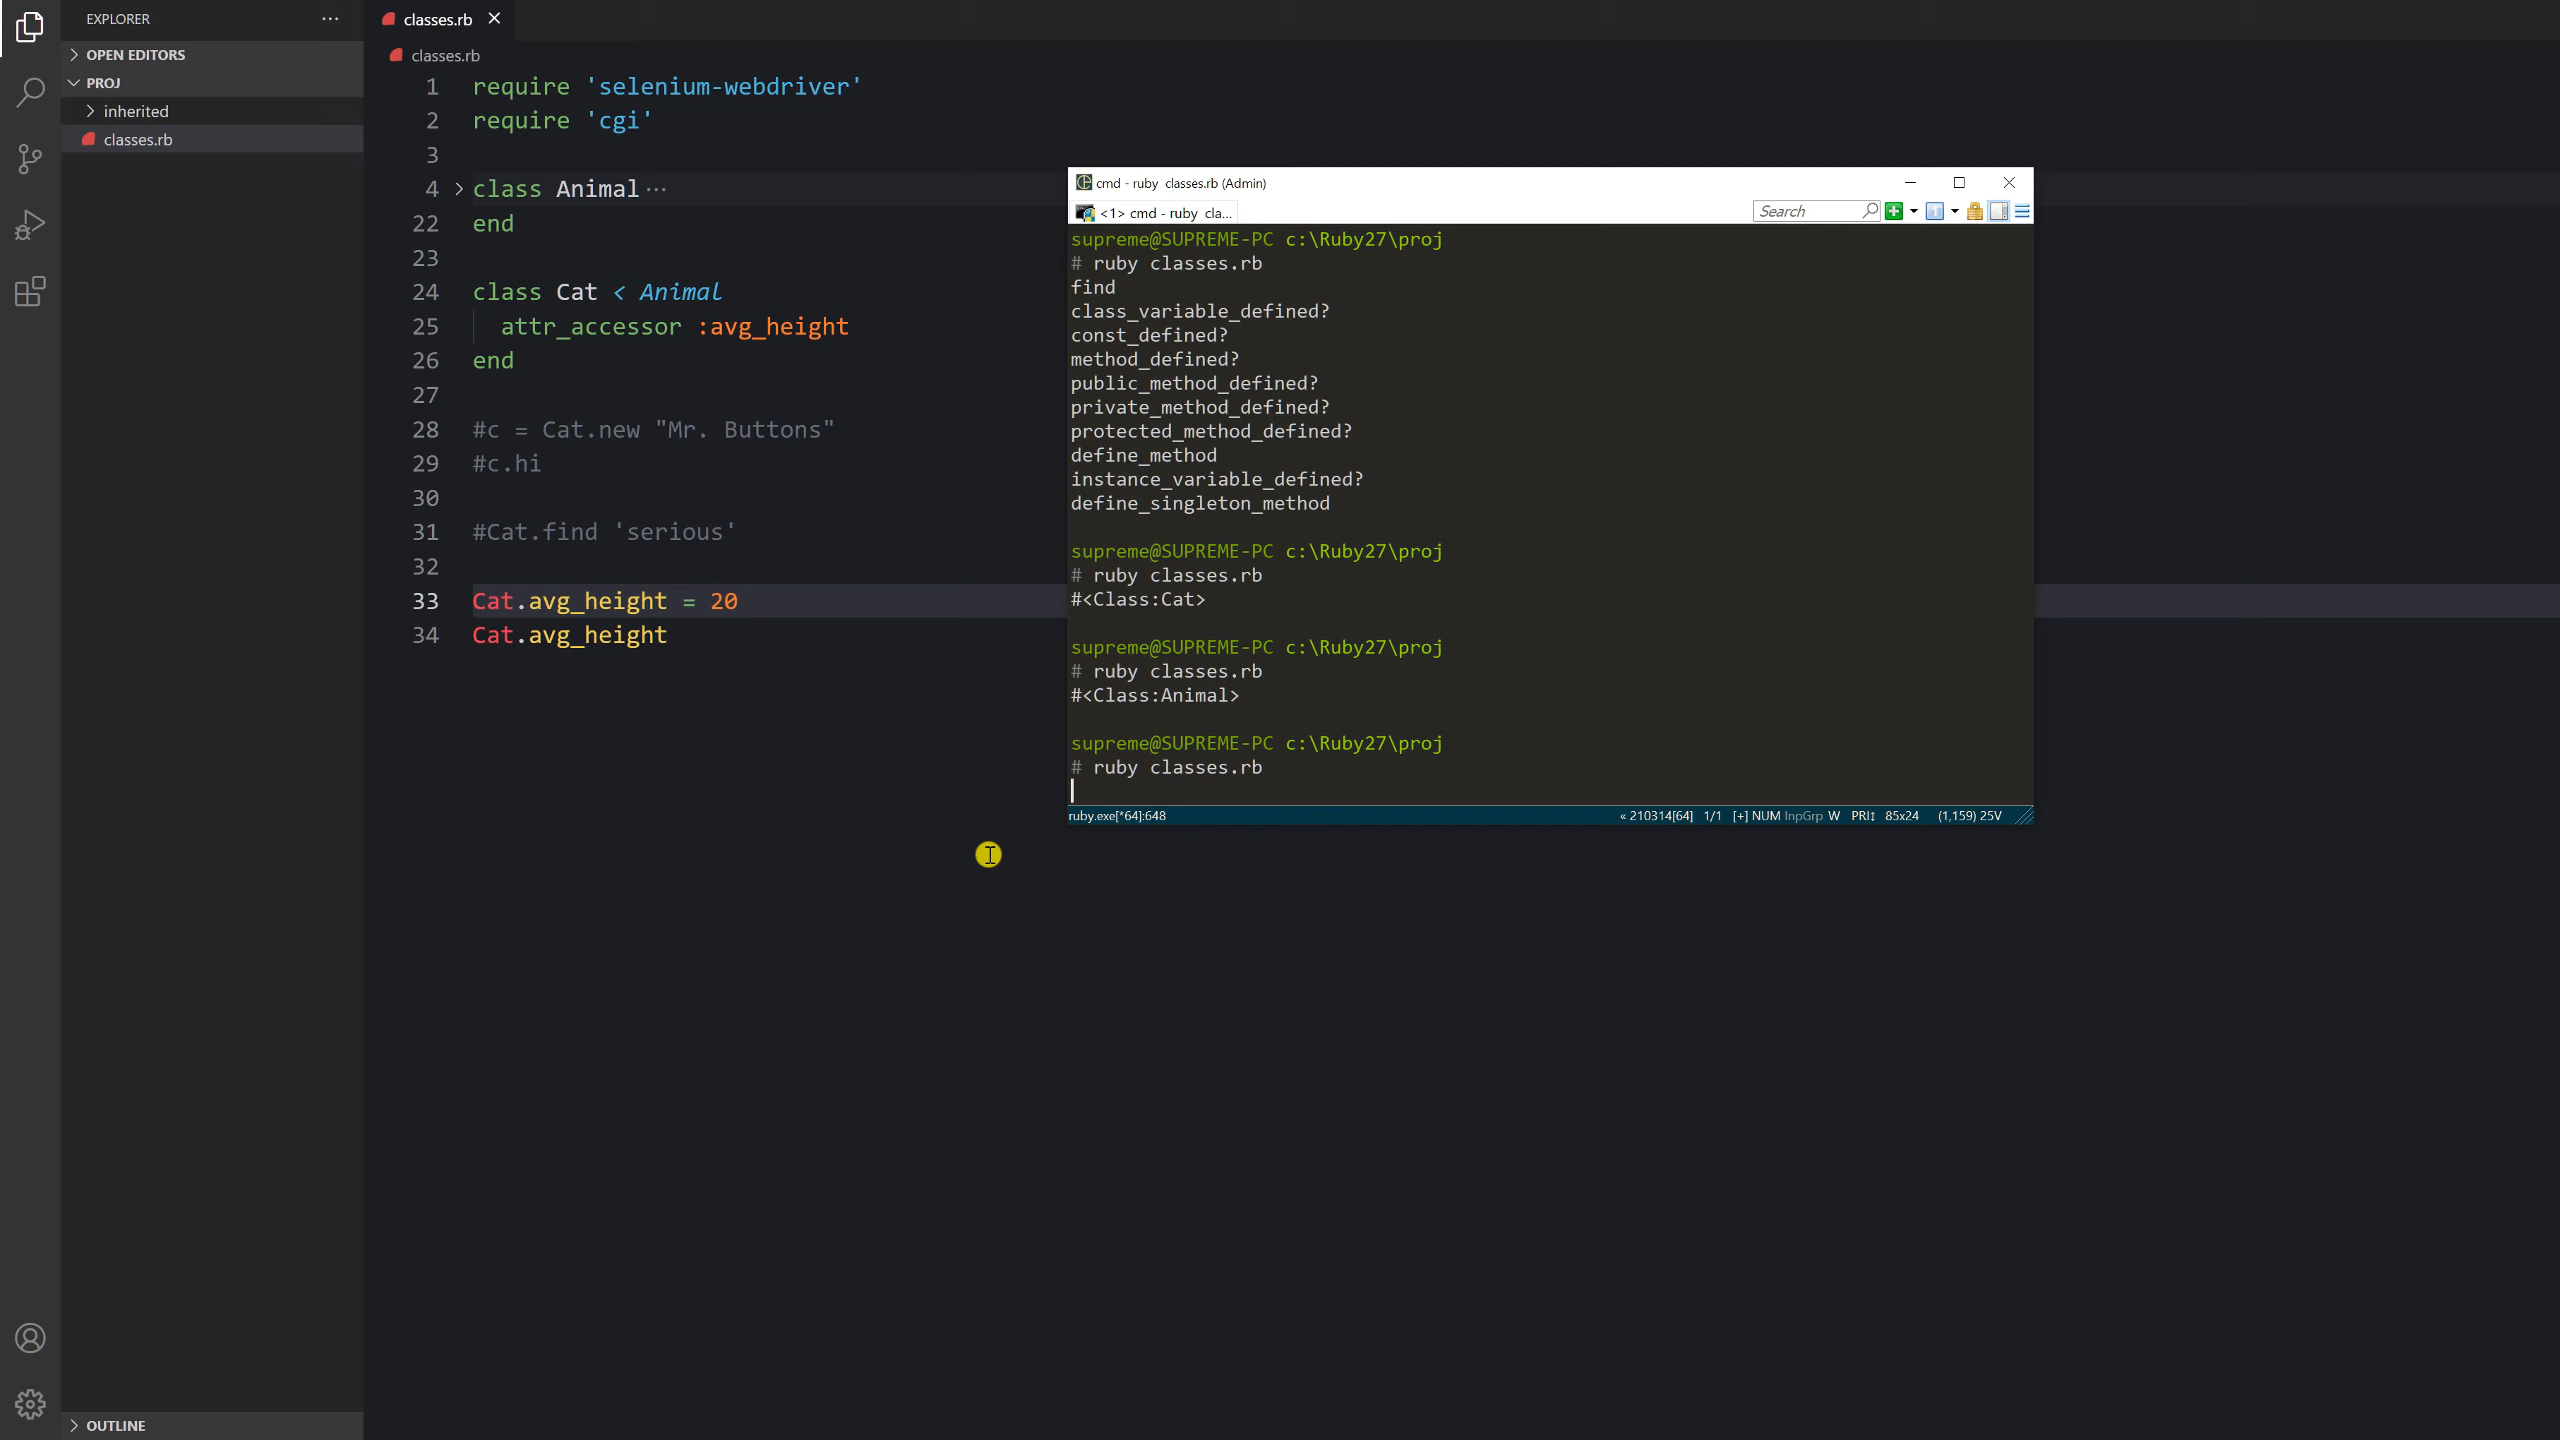 EXPLORER
OPEN EDITORS
PROJ
inherited
classes.rb
OUTLINE
classes.rb
classes.rb
1 require 'selenium-webdriver'
2 require 'cgi'
3
4 class Animal ···
22 end
23
24 class Cat < Animal
25 attr_accessor :avg_height
26 end
27
28 #c = Cat.new "Mr. Buttons"
29 #c.hi
30
31 #Cat.find 'serious'
32
33 Cat.avg_height = 20
34 Cat.avg_height
cmd - ruby classes.rb (Admin)
<1> cmd - ruby cla...
Search
supreme@SUPREME-PC c:\Ruby27\proj
# ruby classes.rb
find
class_variable_defined?
const_defined?
method_defined?
public_method_defined?
private_method_defined?
protected_method_defined?
define_method
instance_variable_defined?
define_singleton_method
supreme@SUPREME-PC c:\Ruby27\proj
# ruby classes.rb
#<Class:Cat>
supreme@SUPREME-PC c:\Ruby27\proj
# ruby classes.rb
#<Class:Animal>
supreme@SUPREME-PC c:\Ruby27\proj
# ruby classes.rb
ruby.exe[*64]:648 « 210314[64] 1/1 [+] NUM InpGrp W PRI↕ 85x24 (1,159) 25V